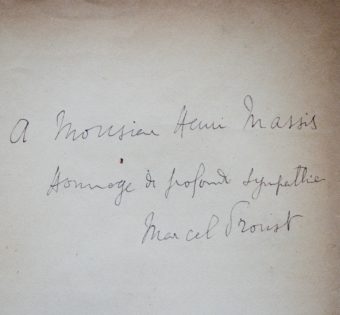 A Monsieur Henri Massis
Hommage de profonde sympathie
Marcel Proust